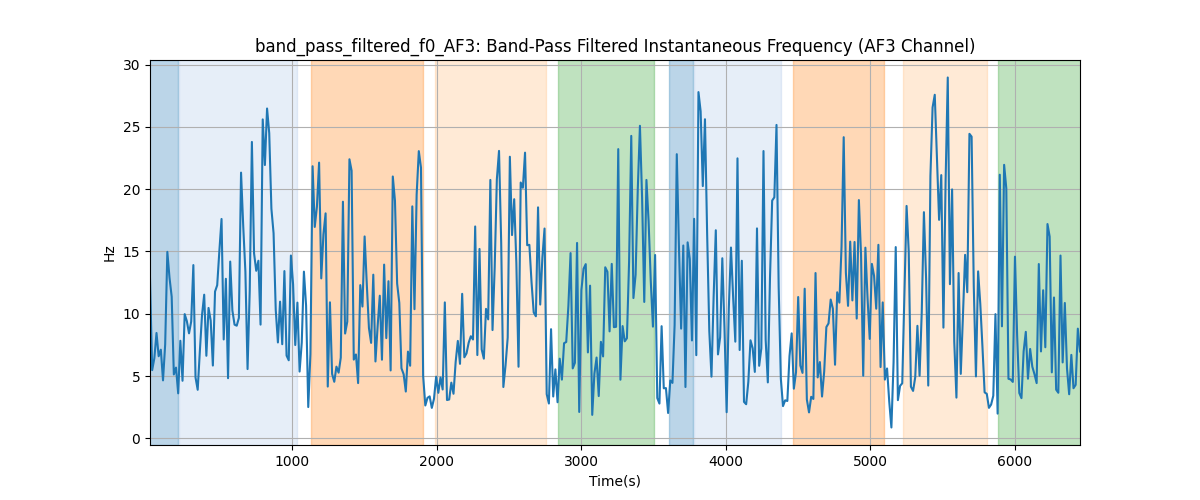 band_pass_filtered_f0_AF3: Band-Pass Filtered Instantaneous Frequency (AF3 Channel)
30
25
20
15
10
5
0
Hz
1000 2000 3000 4000 5000 6000
Time(s)